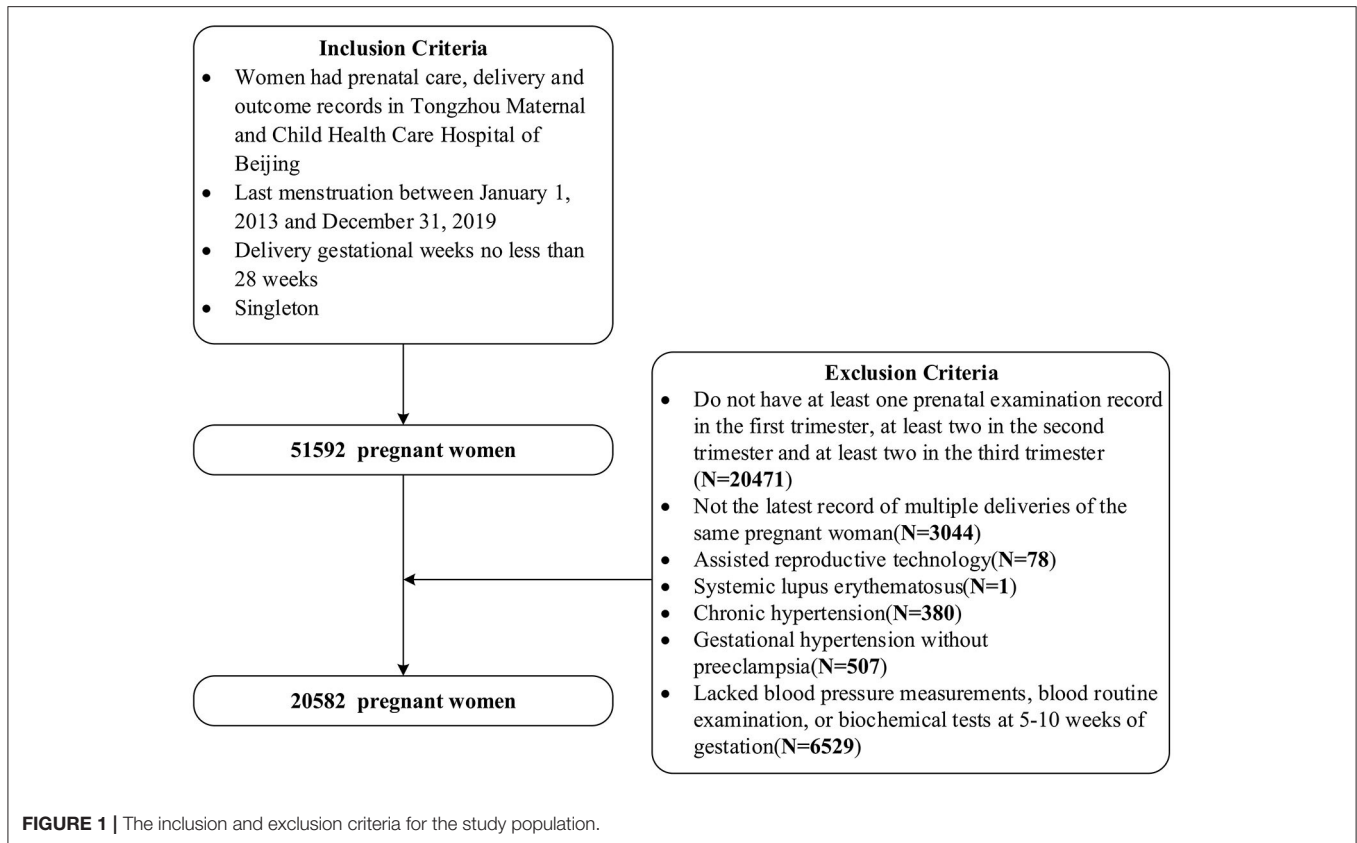 Inclusion Criteria
• Women had prenatal care, delivery and
outcome records in Tongzhou Maternal
and Child Health Care Hospital of
Beijing
• Last menstruation between January 1,
2013 and December 31, 2019
• Delivery gestational weeks no less than
28 weeks
• Singleton
51592 pregnant women
Exclusion Criteria
• Do not have at least one prenatal examination record
in the first trimester, at least two in the second
trimester and at least two in the third trimester
(N=20471)
• Not the latest record of multiple deliveries of the
same pregnant woman(N=3044)
• Assisted reproductive technology(N=78)
• Systemic lupus erythematosus(N=1)
• Chronic hypertension(N=380)
• Gestational hypertension without
preeclampsia(N=507)
• Lacked blood pressure measurements, blood routine
examination, or biochemical tests at 5-10 weeks of
gestation(N=6529)
20582 pregnant women
FIGURE 1 | The inclusion and exclusion criteria for the study population.